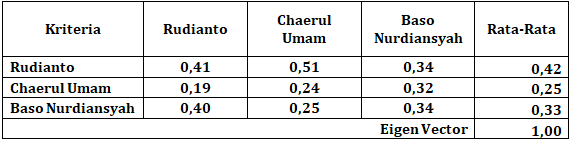 Kriteria Rudianto Chaerul Umam Baso Nurdiansyah Rata-Rata
Rudianto 0,41 0,51 0,34 0,42
Chaerul Umam 0,19 0,24 0,32 0,25
Baso Nurdiansyah 0,40 0,25 0,34 0,33
Eigen Vector 1,00